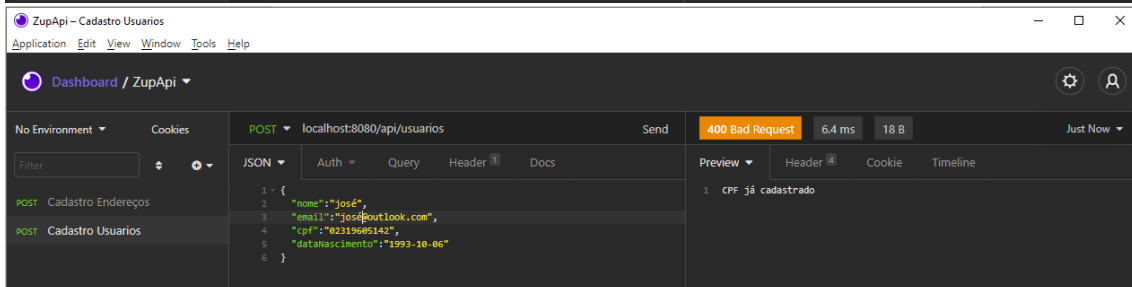 ZupApi – Cadastro Usuarios
Application Edit View Window Tools Help
Dashboard / ZupApi
No Environment Cookies
POST localhost:8080/api/usuarios Send
400 Bad Request 6.4 ms 18 B Just Now
Filter
JSON Auth Query Header 1 Docs
Preview Header 4 Cookie Timeline
POST Cadastro Endereços
POST Cadastro Usuarios
1 {
2 "nome":"josé",
3 "email":"josé@outlook.com",
4 "cpf":"02319605142",
5 "dataNascimento":"1993-10-06"
6 }
1 CPF já cadastrado